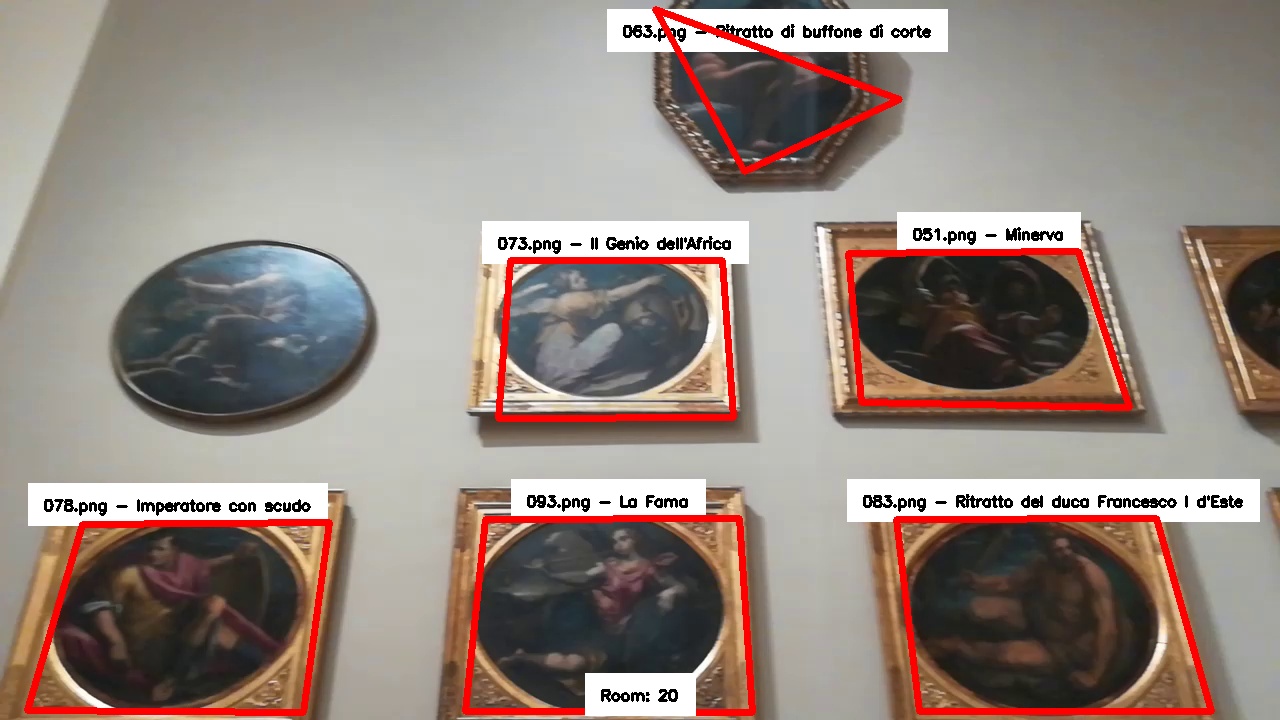 063.png - Ritratto di buffone di corte
073.png - Il Genio dell'Africa
051.png - Minerva
078.png - Imperatore con scudo
093.png - La Fama
083.png - Ritratto del duca Francesco I d'Este
Room: 20